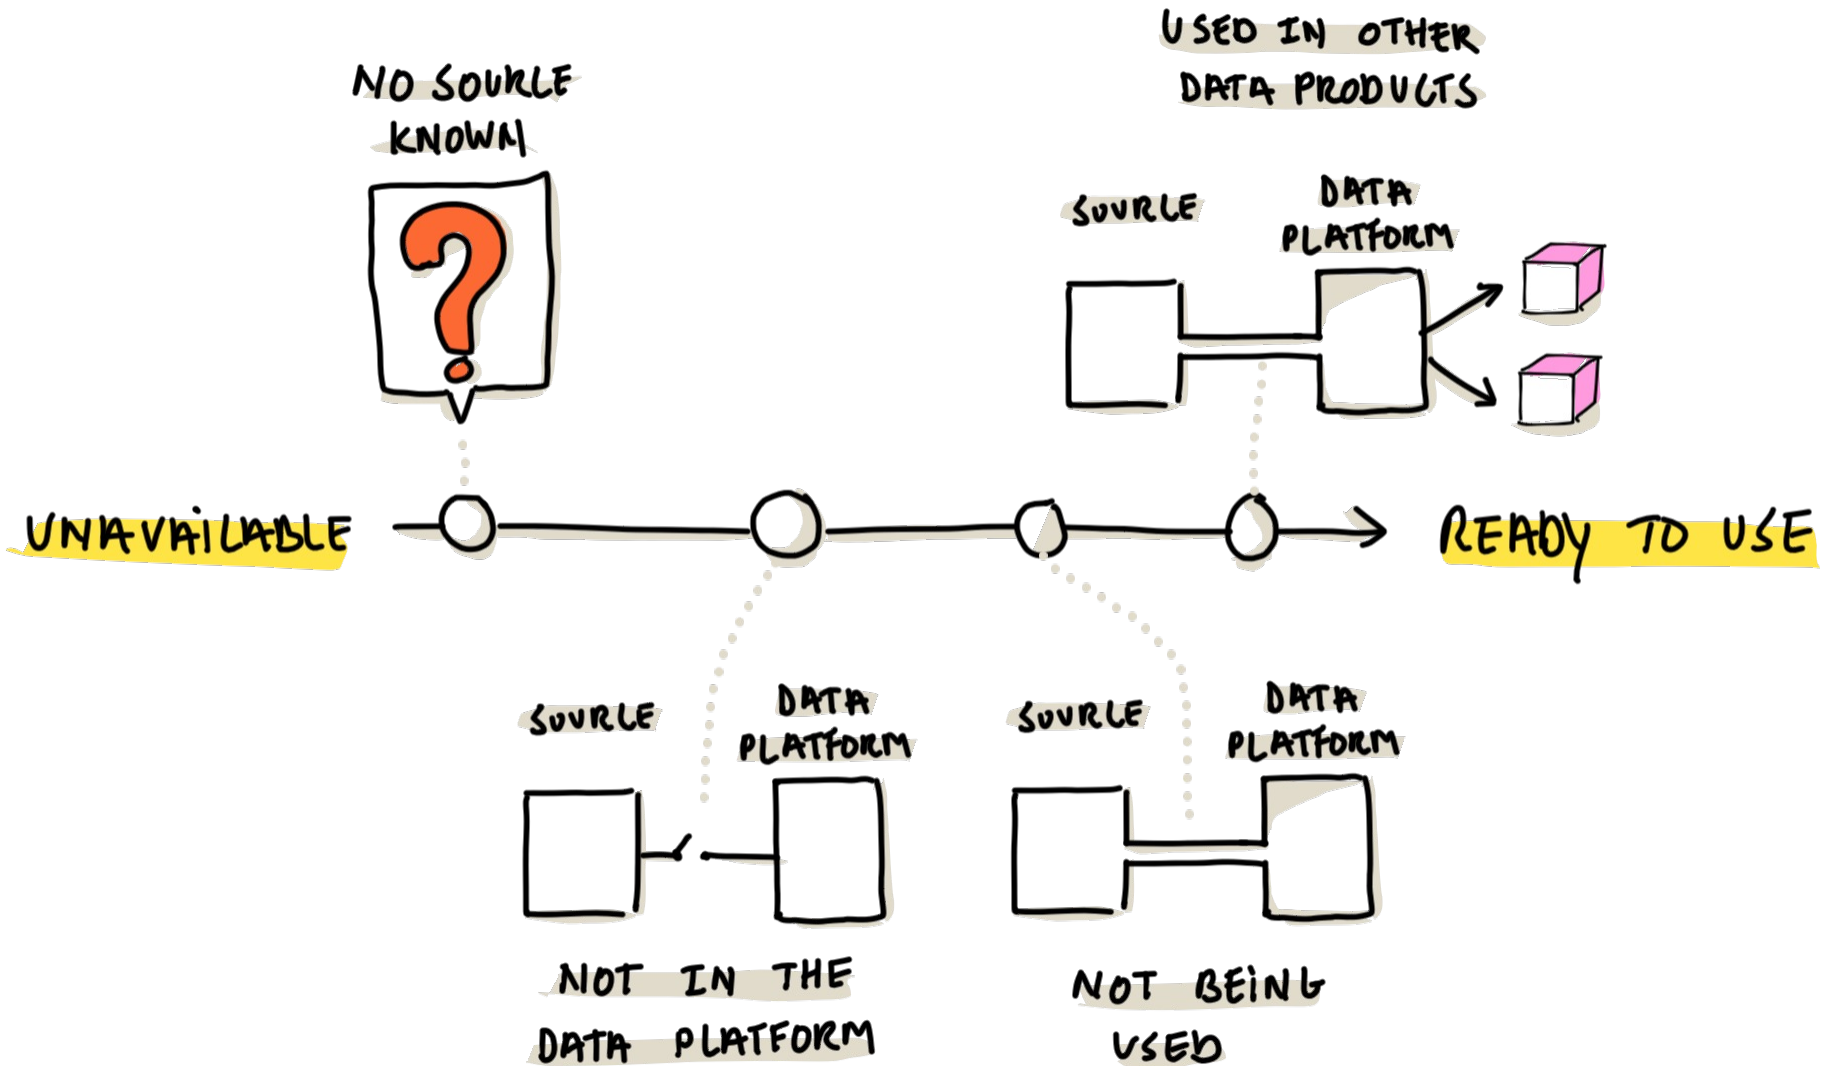 USED IN OTHER
DATA PRODUCTS
NO SOURCE
KNOWN
SOURCE
DATA
PLATFORM
UNAVAILABLE
READY TO USE
SOURCE
DATA
PLATFORM
SOURCE
DATA
PLATFORM
NOT IN THE
DATA PLATFORM
NOT BEING
USED